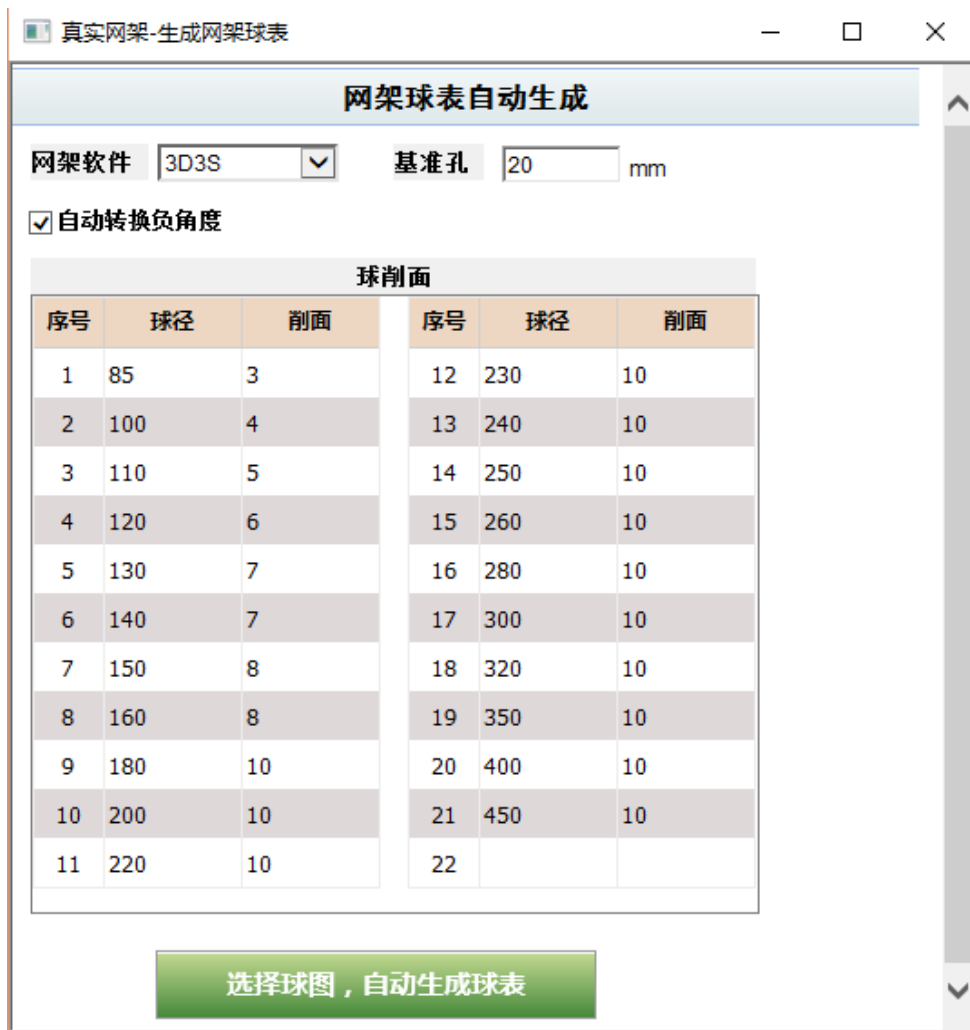 真实网架-生成网架球表
网架球表自动生成
网架软件 3D3S 基准孔 20 mm
自动转换负角度
球削面
序号 球径 削面 序号 球径 削面
1 85 3 12 230 10
2 100 4 13 240 10
3 110 5 14 250 10
4 120 6 15 260 10
5 130 7 16 280 10
6 140 7 17 300 10
7 150 8 18 320 10
8 160 8 19 350 10
9 180 10 20 400 10
10 200 10 21 450 10
11 220 10 22
选择球图，自动生成球表